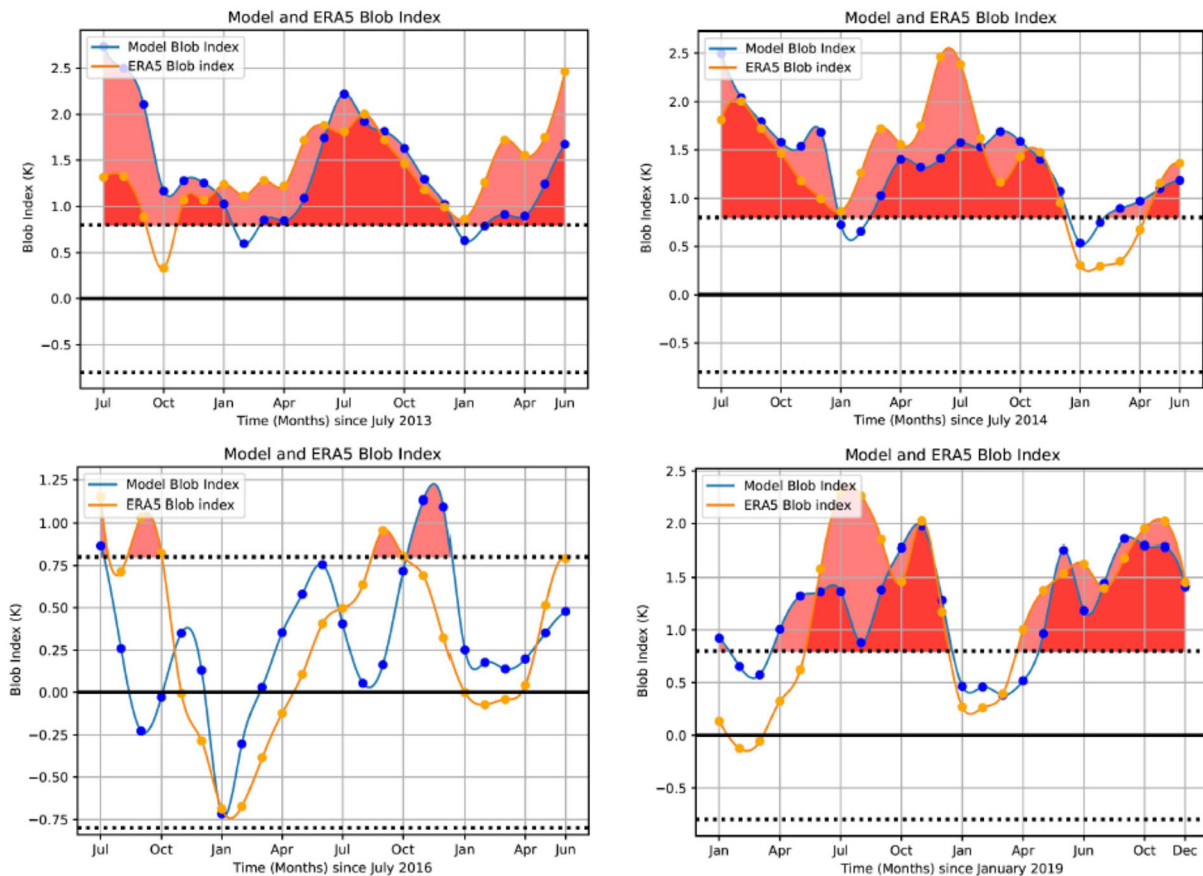 Model and ERA5 Blob Index
Model Blob Index
ERA5 Blob index
Blob Index (K)
2.5
2.0
1.5
1.0
0.5
0.0
−0.5
Jul Oct Jan Apr Jul Oct Jan Apr Jun
Time (Months) since July 2013
Model and ERA5 Blob Index
Model Blob Index
ERA5 Blob index
Blob Index (K)
2.5
2.0
1.5
1.0
0.5
0.0
−0.5
Jul Oct Jan Apr Jul Oct Jan Apr Jun
Time (Months) since July 2014
Model and ERA5 Blob Index
Model Blob Index
ERA5 Blob index
Blob Index (K)
1.25
1.00
0.75
0.50
0.25
0.00
−0.25
−0.50
−0.75
Jul Oct Jan Apr Jul Oct Jan Apr Jun
Time (Months) since July 2016
Model and ERA5 Blob Index
Model Blob Index
ERA5 Blob index
Blob Index (K)
2.5
2.0
1.5
1.0
0.5
0.0
−0.5
Jan Apr Jul Oct Jan Apr Jun Oct Dec
Time (Months) since January 2019